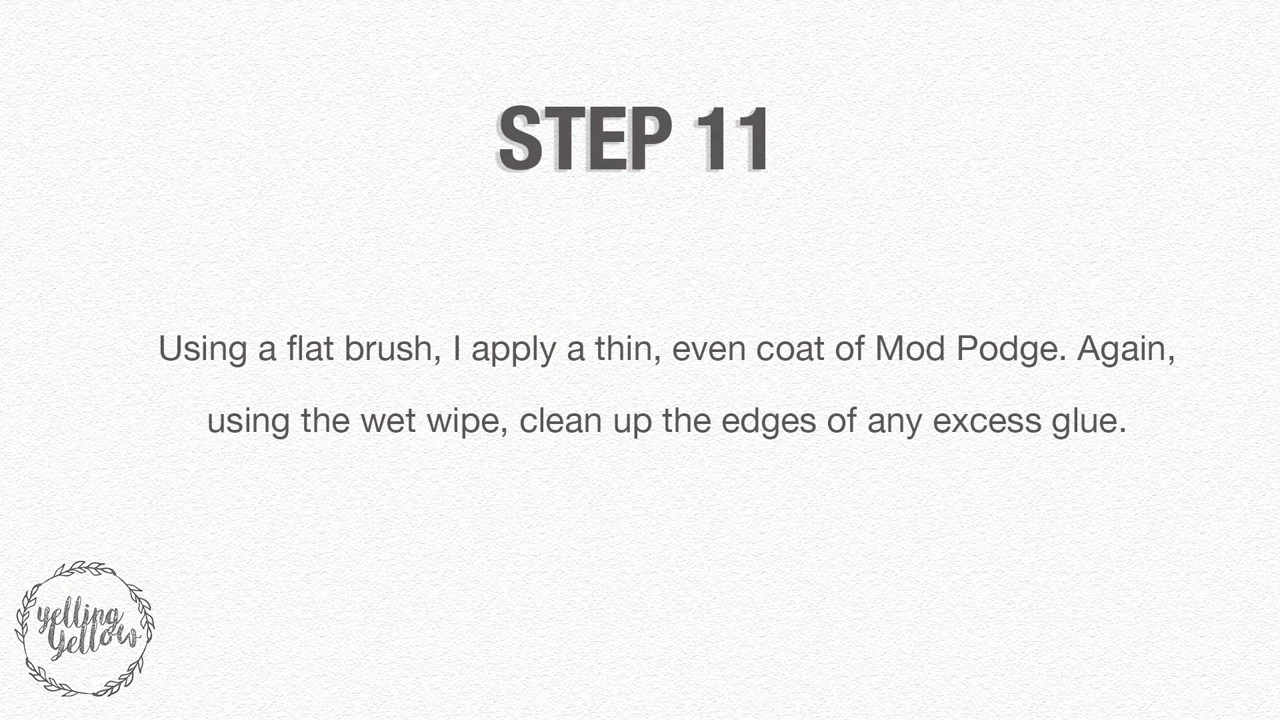 STEP 11
Using a flat brush, I apply a thin, even coat of Mod Podge. Again,
using the wet wipe, clean up the edges of any excess glue.
yelling
yellow